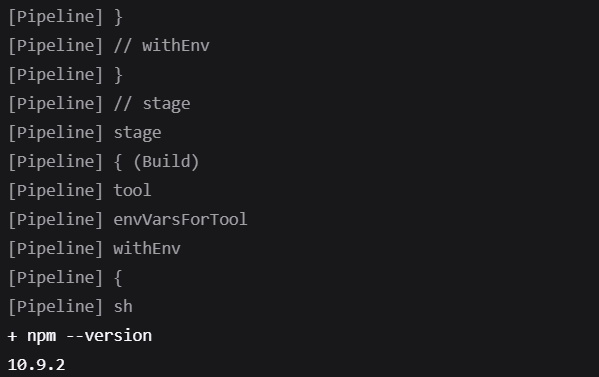 [Pipeline] }
[Pipeline] // withEnv
[Pipeline] }
[Pipeline] // stage
[Pipeline] stage
[Pipeline] { (Build)
[Pipeline] tool
[Pipeline] envVarsForTool
[Pipeline] withEnv
[Pipeline] {
[Pipeline] sh
+ npm --version
10.9.2